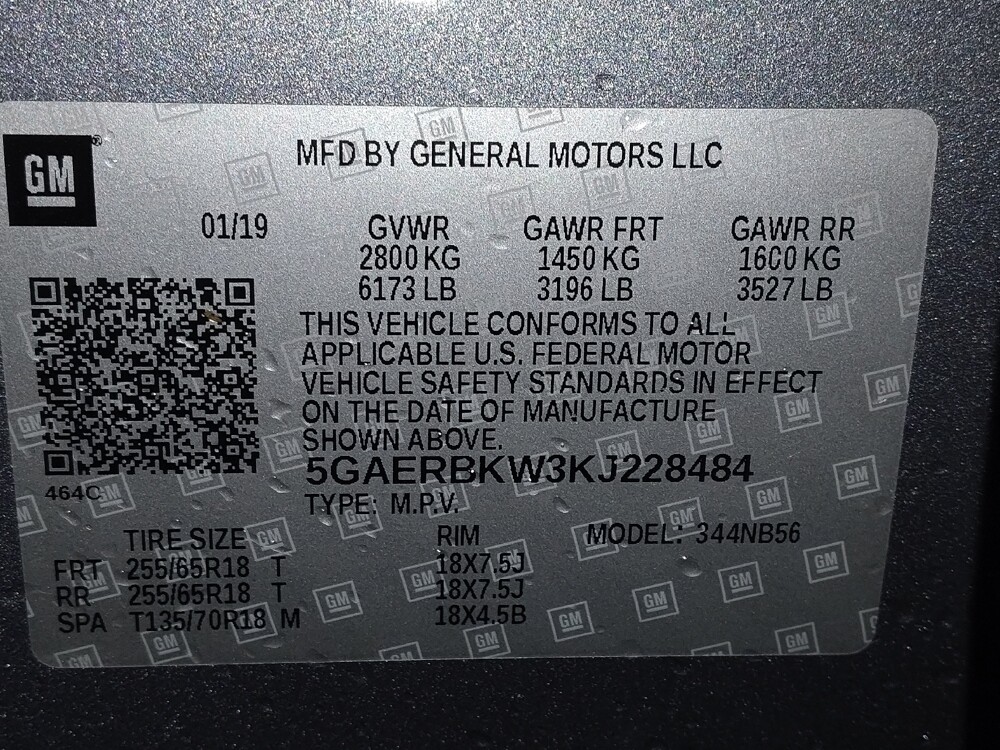 GM
MFD BY GENERAL MOTORS LLC
01/19 GVWR GAWR FRT GAWR RR
2800 KG 1450 KG 1600 KG
6173 LB 3196 LB 3527 LB
THIS VEHICLE CONFORMS TO ALL
APPLICABLE U.S. FEDERAL MOTOR
VEHICLE SAFETY STANDARDS IN EFFECT
ON THE DATE OF MANUFACTURE
SHOWN ABOVE.
5GAERBKW3KJ228484
464C
TYPE: M.P.V.
TIRE SIZE RIM MODEL: 344NB56
FRT 255/65R18 T 18X7.5J
RR 255/65R18 T 18X7.5J
SPA T135/70R18 M 18X4.5B